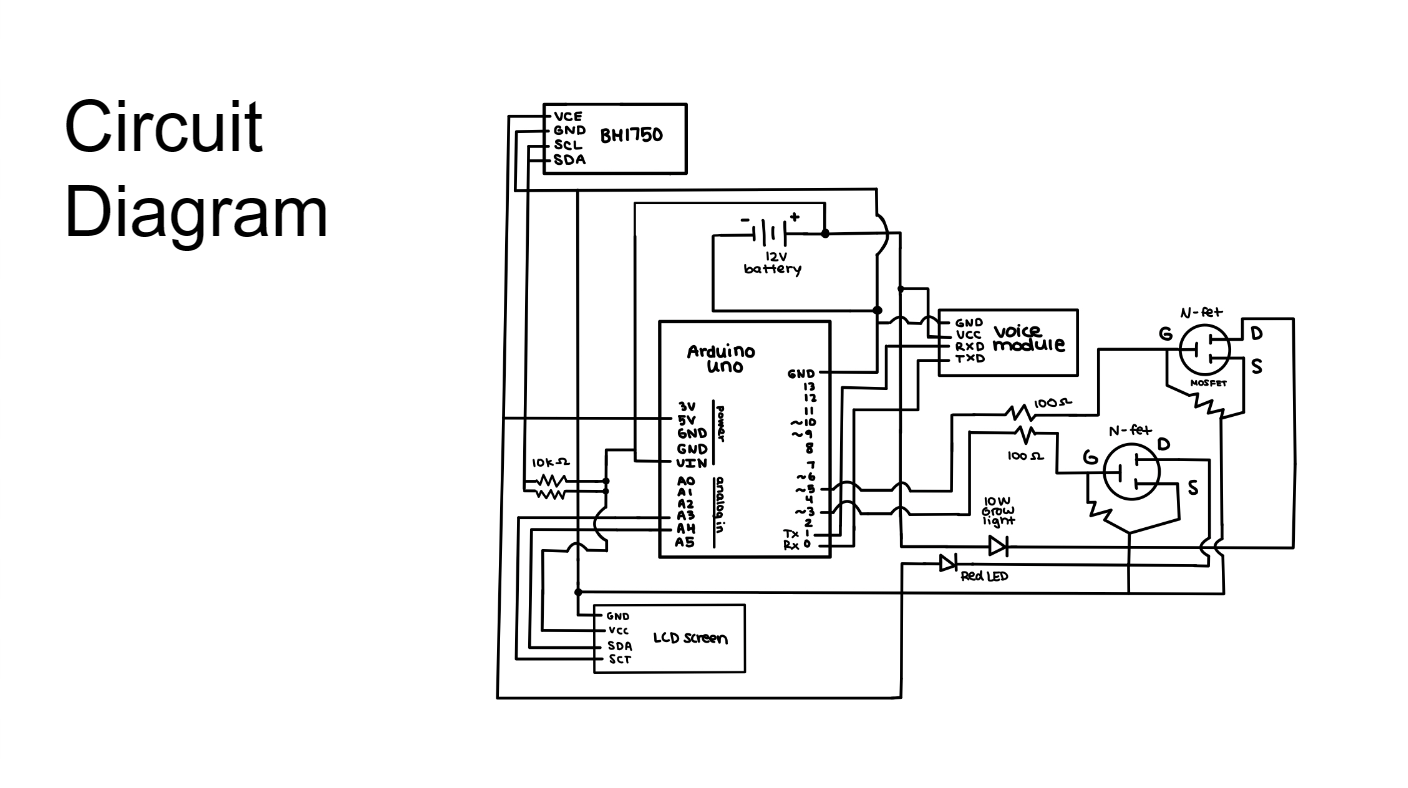 Circuit
Diagram
VCE
GND
SCL
SDA
BH1750
- +
12V
battery
Arduino
uno
3V
5V
GND
GND
VIN
power
A0
A1
A2
A3
A4
A5
analog in
GND
13
12
11
~10
~9
8
7
~6
~5
4
~3
2
Tx 1
Rx 0
GND
VCC
RXD
TXD
voice
module
N-fet
G
D
S
MOSFET
100Ω
100Ω
N-fet
G
D
S
10kΩ
10W
Grow
light
Red LED
GND
VCC
SDA
SCT
LCD screen